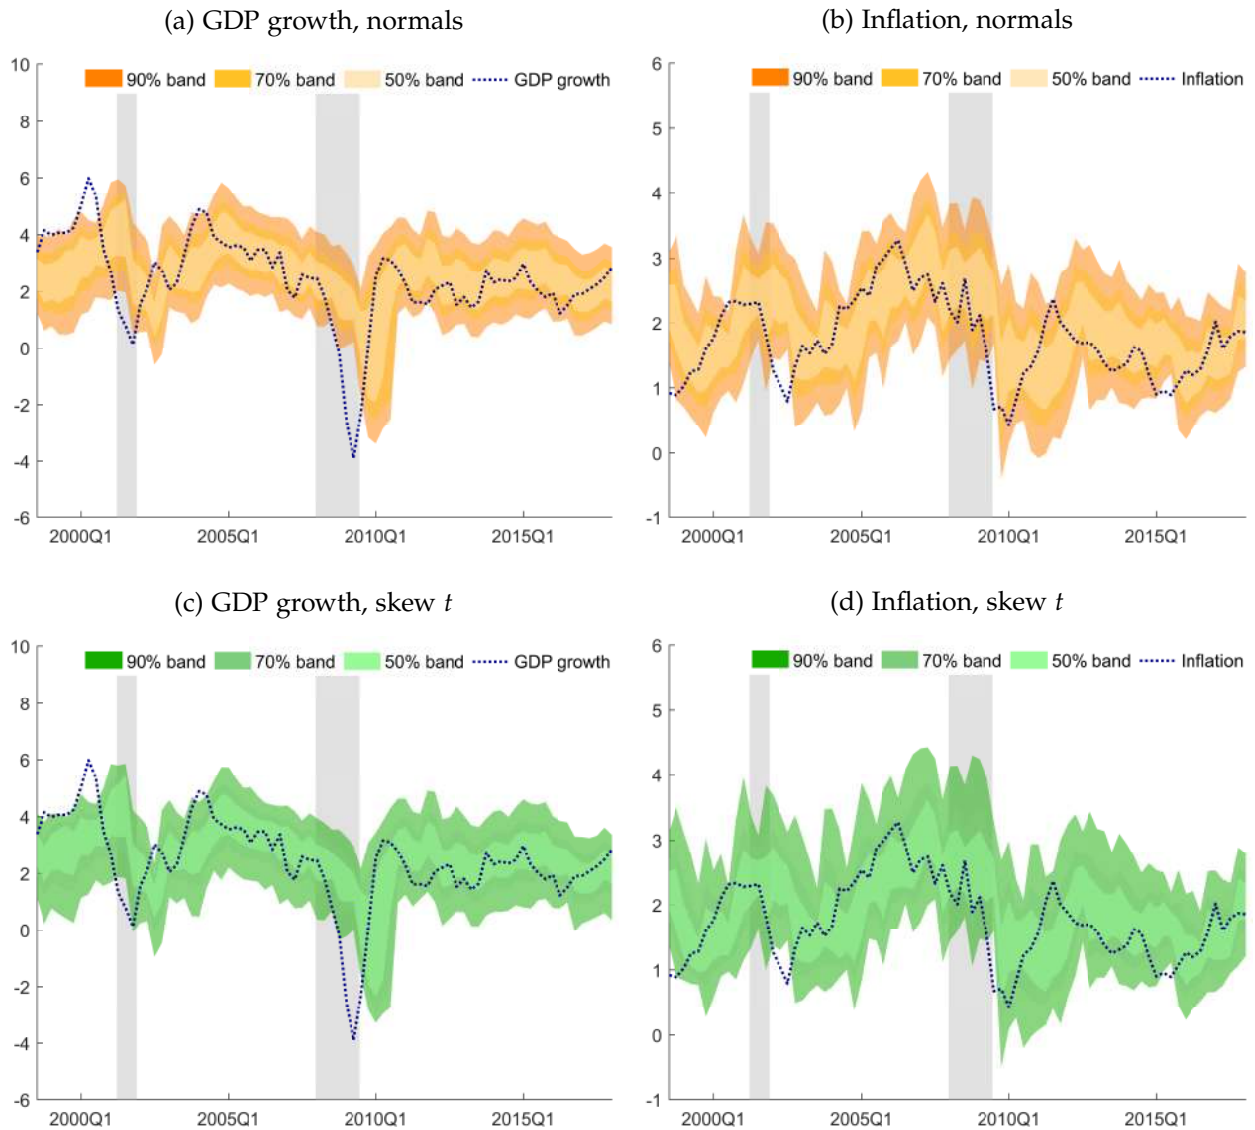 (a) GDP growth, normals
10
90% band 70% band 50% band GDP growth
8
6
4
2
0
-2
-4
-6
2000Q1 2005Q1 2010Q1 2015Q1
(b) Inflation, normals
6
90% band 70% band 50% band Inflation
5
4
3
2
1
0
-1
2000Q1 2005Q1 2010Q1 2015Q1
(c) GDP growth, skew t
10
90% band 70% band 50% band GDP growth
8
6
4
2
0
-2
-4
-6
2000Q1 2005Q1 2010Q1 2015Q1
(d) Inflation, skew t
6
90% band 70% band 50% band Inflation
5
4
3
2
1
0
-1
2000Q1 2005Q1 2010Q1 2015Q1